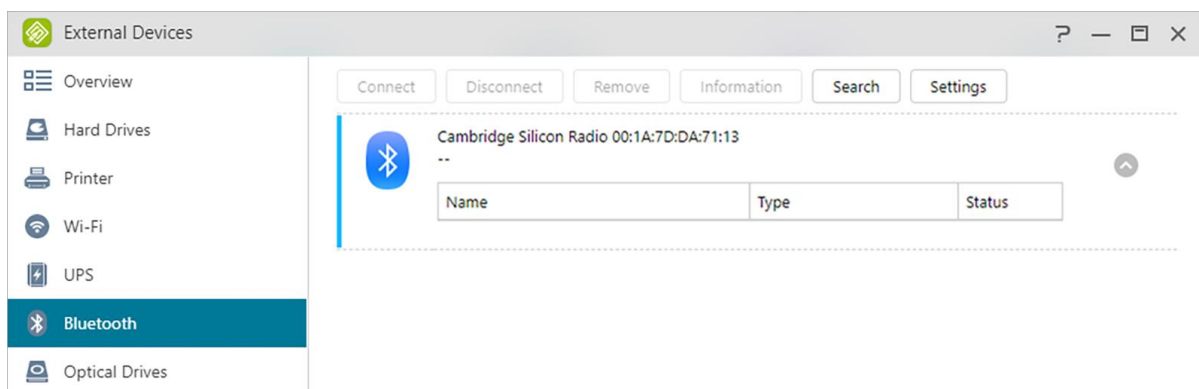 External Devices
Overview
Hard Drives
Printer
Wi-Fi
UPS
Bluetooth
Optical Drives
Connect Disconnect Remove Information Search Settings
Cambridge Silicon Radio 00:1A:7D:DA:71:13
--
Name Type Status